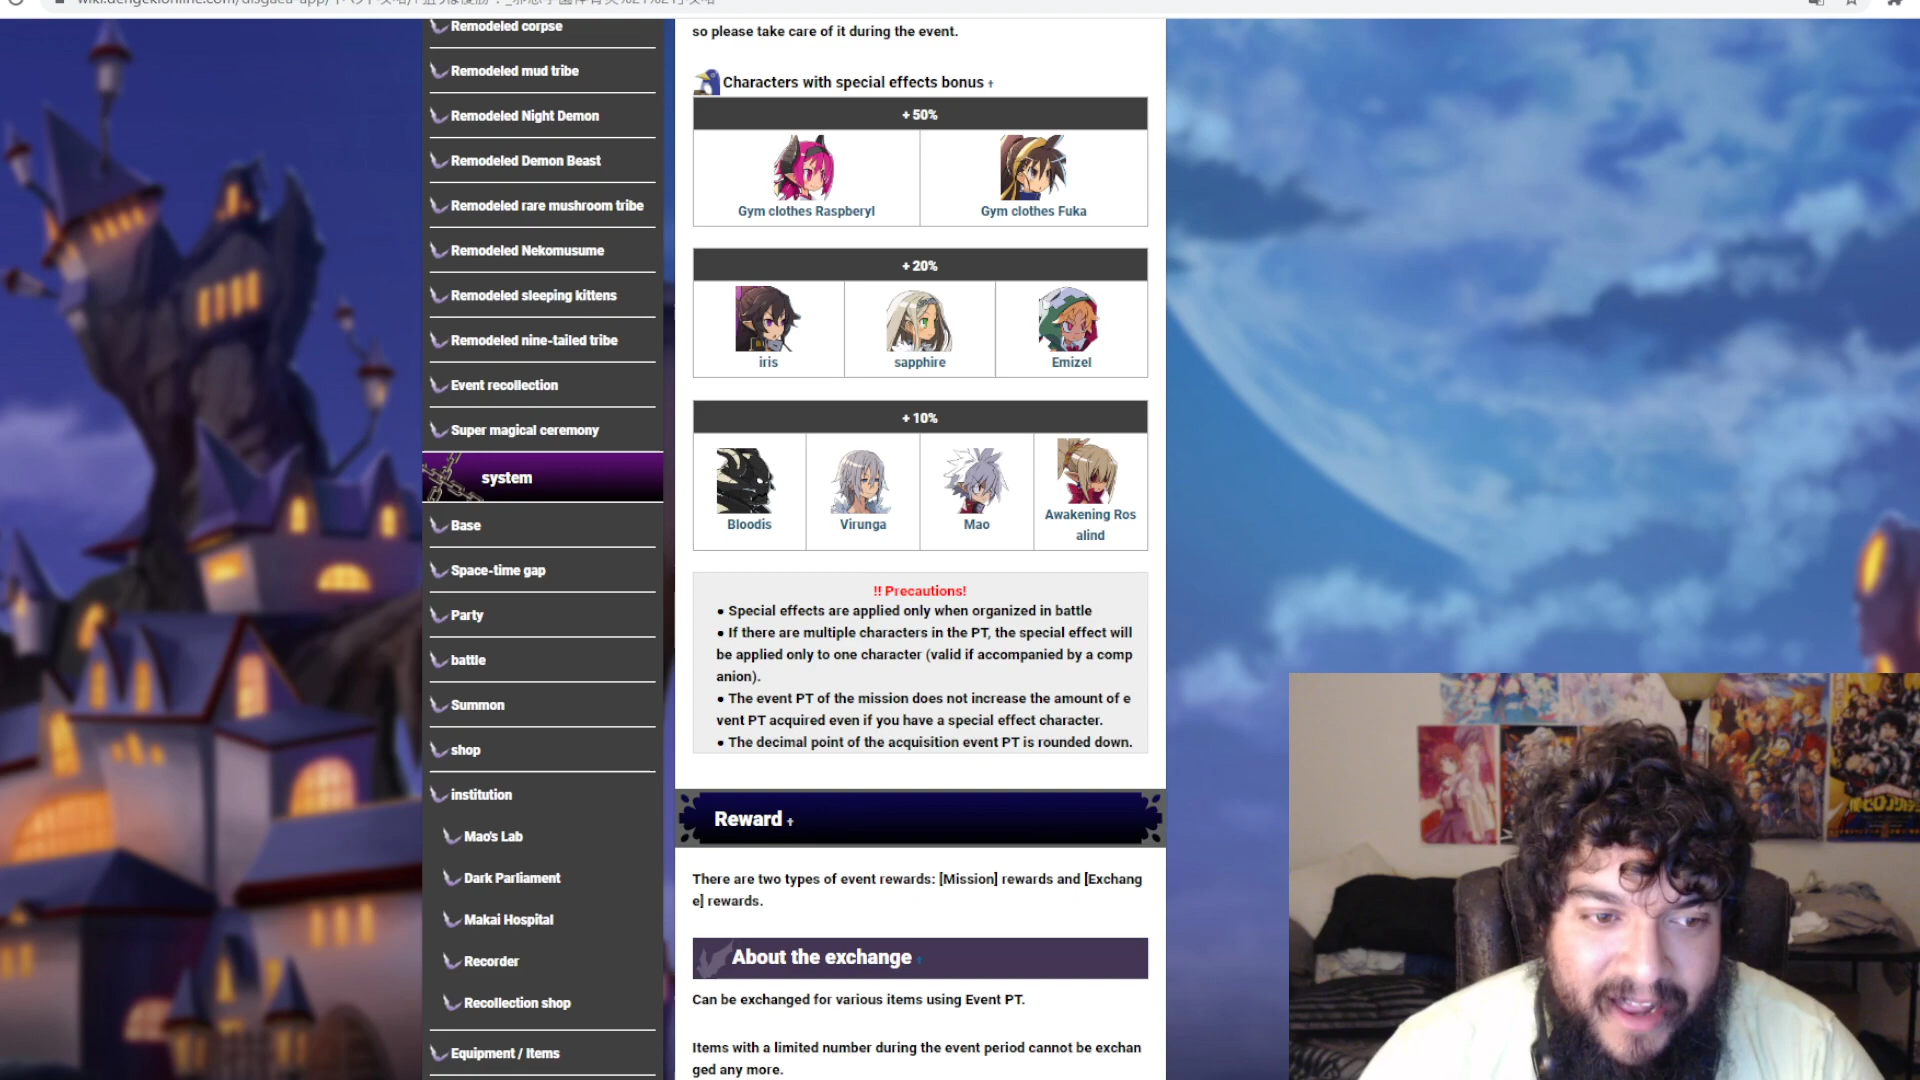 Remodeled corpse
Remodeled mud tribe
Remodeled Night Demon
Remodeled Demon Beast
Remodeled rare mushroom tribe
Remodeled Nekomusume
Remodeled sleeping kittens
Remodeled nine-tailed tribe
Event recollection
Super magical ceremony
system
Base
Space-time gap
Party
battle
Summon
shop
institution
Mao's Lab
Dark Parliament
Makai Hospital
Recorder
Recollection shop
Equipment / Items
so please take care of it during the event.
Characters with special effects bonus †
+ 50%
Gym clothes Raspberyl
Gym clothes Fuka
+ 20%
iris
sapphire
Emizel
+ 10%
Bloodis
Virunga
Mao
Awakening Ros
alind
!! Precautions!
● Special effects are applied only when organized in battle
● If there are multiple characters in the PT, the special effect will
be applied only to one character (valid if accompanied by a comp
anion).
● The event PT of the mission does not increase the amount of e
vent PT acquired even if you have a special effect character.
● The decimal point of the acquisition event PT is rounded down.
Reward †
There are two types of event rewards: [Mission] rewards and [Exchang
e] rewards.
About the exchange †
Can be exchanged for various items using Event PT.
Items with a limited number during the event period cannot be exchan
ged any more.